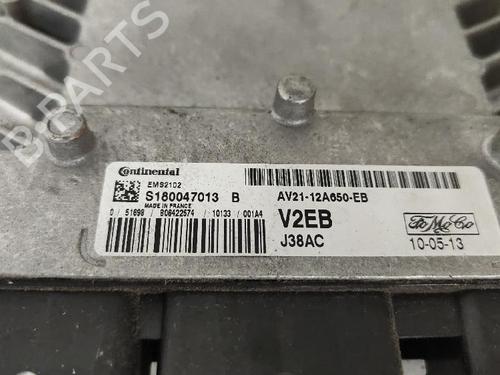 B-PARTS
Continental
EMS2102
S180047013 B
MADE IN FRANCE
0 / 51698 / 806422574 / 10133 / 001A4
AV21-12A650-EB
V2EB
J38AC
FoMoCo
10-05-13